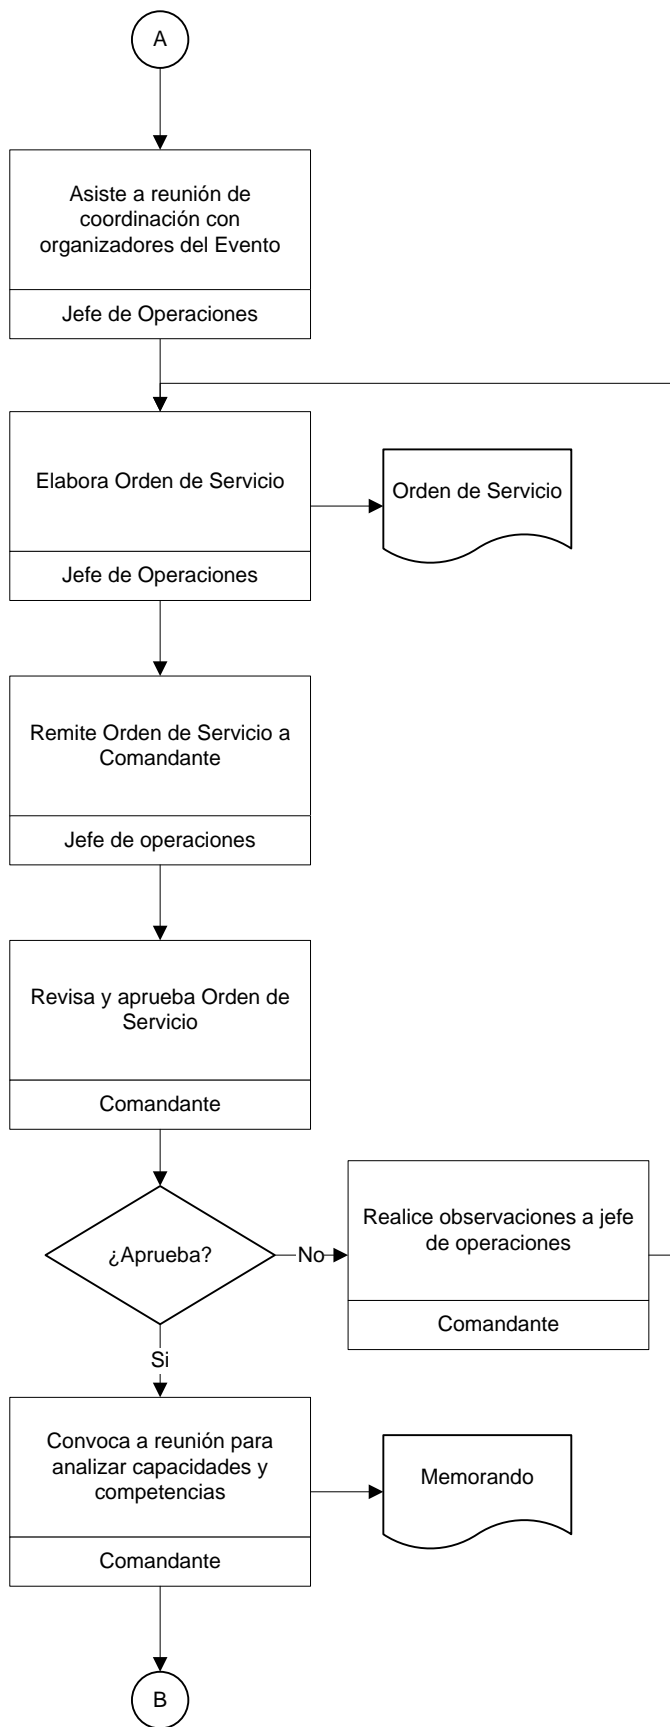 A
Asiste a reunión de
coordinación con
organizadores del Evento
Jefe de Operaciones
Elabora Orden de Servicio
Orden de Servicio
Jefe de Operaciones
Remite Orden de Servicio a
Comandante
Jefe de operaciones
Revisa y aprueba Orden de
Servicio
Comandante
¿Aprueba?
No
Realice observaciones a jefe
de operaciones
Comandante
Si
Convoca a reunión para
analizar capacidades y
competencias
Memorando
Comandante
B